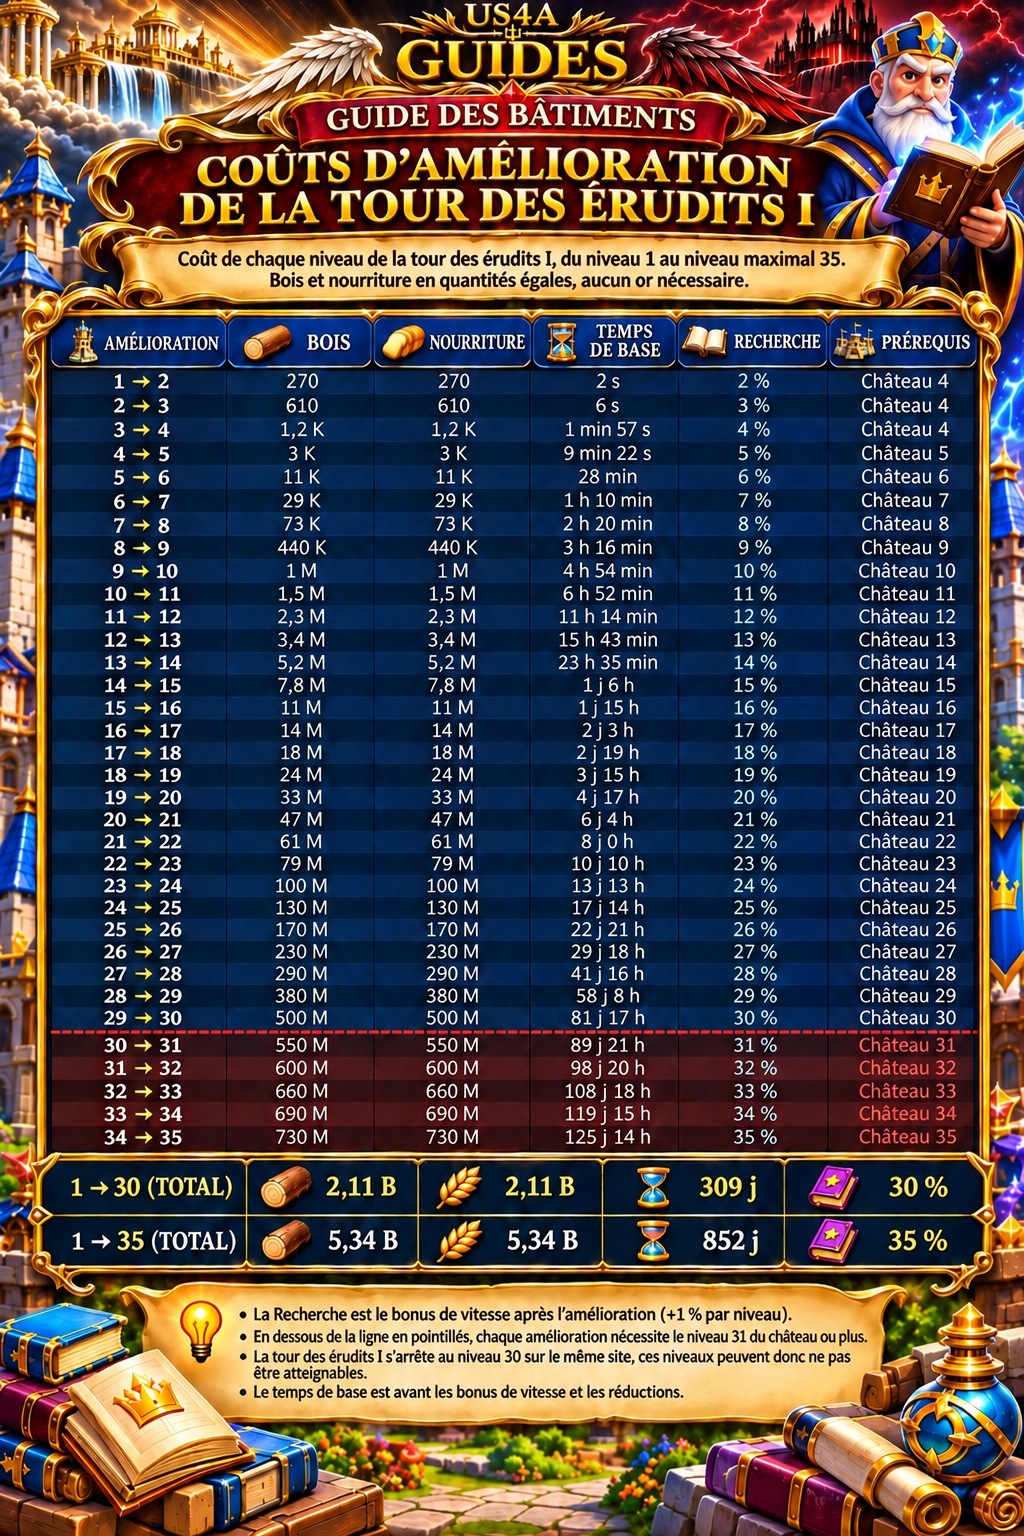 US4A
GUIDES
GUIDE DES BÂTIMENTS
COÛTS D'AMÉLIORATION
DE LA TOUR DES ÉRUDITS I
Coût de chaque niveau de la tour des érudits I, du niveau 1 au niveau maximal 35.
Bois et nourriture en quantités égales, aucun or nécessaire.
AMÉLIORATION BOIS NOURRITURE TEMPS DE BASE RECHERCHE PRÉREQUIS
1 → 2 270 270 2 s 2 % Château 4
2 → 3 610 610 6 s 3 % Château 4
3 → 4 1,2 K 1,2 K 1 min 57 s 4 % Château 4
4 → 5 3 K 3 K 9 min 22 s 5 % Château 5
5 → 6 11 K 11 K 28 min 6 % Château 6
6 → 7 29 K 29 K 1 h 10 min 7 % Château 7
7 → 8 73 K 73 K 2 h 20 min 8 % Château 8
8 → 9 440 K 440 K 3 h 16 min 9 % Château 9
9 → 10 1 M 1 M 4 h 54 min 10 % Château 10
10 → 11 1,5 M 1,5 M 6 h 52 min 11 % Château 11
11 → 12 2,3 M 2,3 M 11 h 14 min 12 % Château 12
12 → 13 3,4 M 3,4 M 15 h 43 min 13 % Château 13
13 → 14 5,2 M 5,2 M 23 h 35 min 14 % Château 14
14 → 15 7,8 M 7,8 M 1 j 6 h 15 % Château 15
15 → 16 11 M 11 M 1 j 15 h 16 % Château 16
16 → 17 14 M 14 M 2 j 3 h 17 % Château 17
17 → 18 18 M 18 M 2 j 19 h 18 % Château 18
18 → 19 24 M 24 M 3 j 15 h 19 % Château 19
19 → 20 33 M 33 M 4 j 17 h 20 % Château 20
20 → 21 47 M 47 M 6 j 4 h 21 % Château 21
21 → 22 61 M 61 M 8 j 0 h 22 % Château 22
22 → 23 79 M 79 M 10 j 10 h 23 % Château 23
23 → 24 100 M 100 M 13 j 13 h 24 % Château 24
24 → 25 130 M 130 M 17 j 14 h 25 % Château 25
25 → 26 170 M 170 M 22 j 21 h 26 % Château 26
26 → 27 230 M 230 M 29 j 18 h 27 % Château 27
27 → 28 290 M 290 M 41 j 16 h 28 % Château 28
28 → 29 380 M 380 M 58 j 8 h 29 % Château 29
29 → 30 500 M 500 M 81 j 17 h 30 % Château 30
30 → 31 550 M 550 M 89 j 21 h 31 % Château 31
31 → 32 600 M 600 M 98 j 20 h 32 % Château 32
32 → 33 660 M 660 M 108 j 18 h 33 % Château 33
33 → 34 690 M 690 M 119 j 15 h 34 % Château 34
34 → 35 730 M 730 M 125 j 14 h 35 % Château 35
1 → 30 (TOTAL) 2,11 B 2,11 B 309 j 30 %
1 → 35 (TOTAL) 5,34 B 5,34 B 852 j 35 %
• La Recherche est le bonus de vitesse après l'amélioration (+1 % par niveau).
• En dessous de la ligne en pointillés, chaque amélioration nécessite le niveau 31 du château ou plus.
• La tour des érudits I s'arrête au niveau 30 sur le même site, ces niveaux peuvent donc ne pas
être atteignables.
• Le temps de base est avant les bonus de vitesse et les réductions.